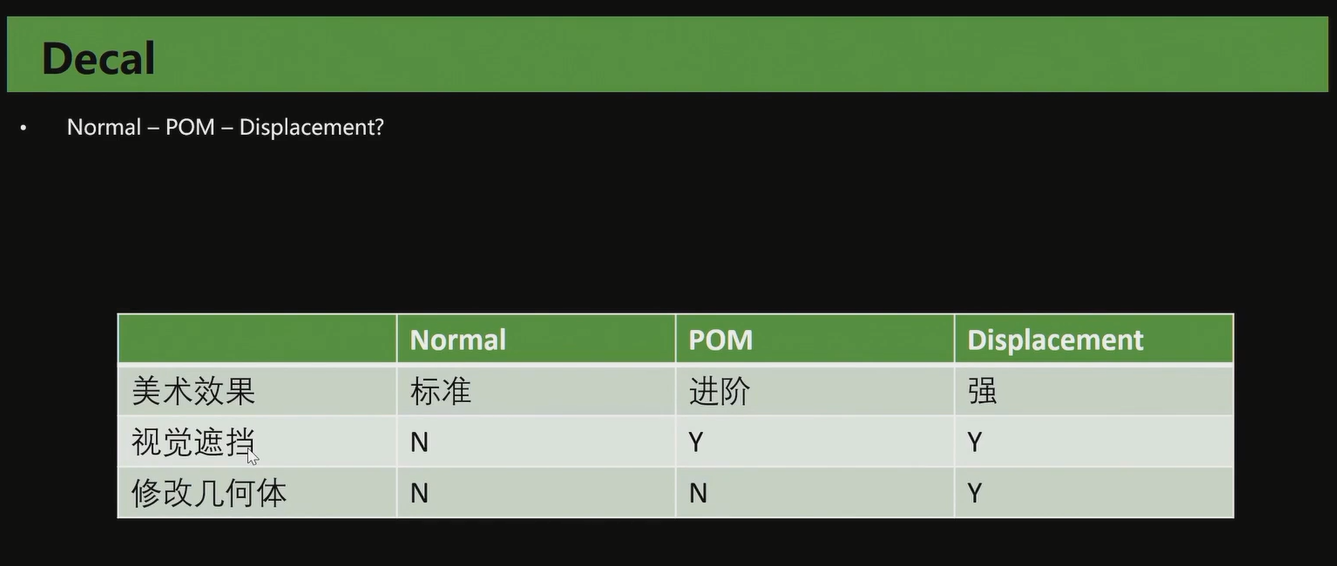 Decal
• Normal – POM – Displacement?
Normal POM Displacement
美术效果 标准 进阶 强
视觉遮挡 N Y Y
修改几何体 N N Y